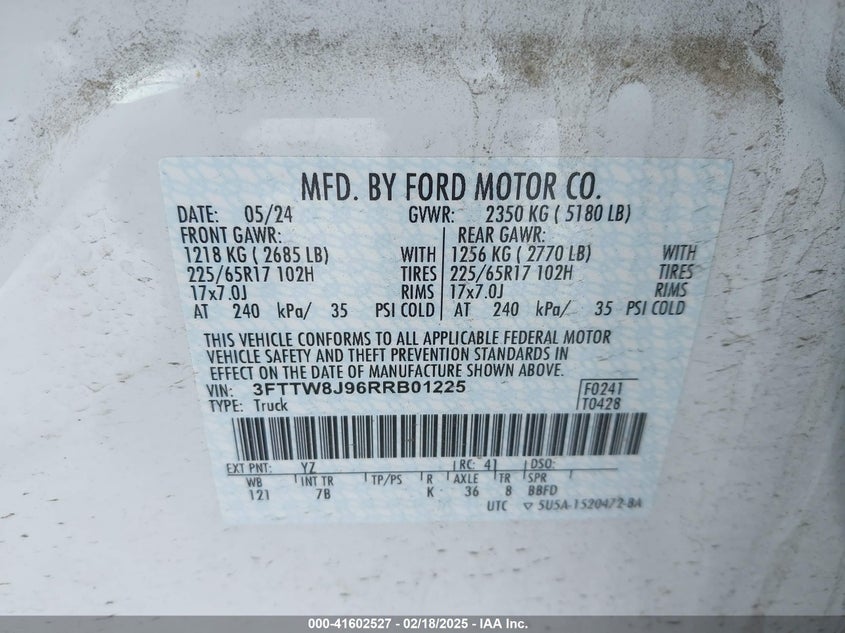 MFD. BY FORD MOTOR CO.
DATE: 05/24 GVWR: 2350 KG ( 5180 LB)
FRONT GAWR: REAR GAWR:
1218 KG ( 2685 LB) WITH 1256 KG ( 2770 LB) WITH
225/65R17 102H TIRES 225/65R17 102H TIRES
17x7.0J RIMS 17x7.0J RIMS
AT 240 kPa/ 35 PSI COLD AT 240 kPa/ 35 PSI COLD
THIS VEHICLE CONFORMS TO ALL APPLICABLE FEDERAL MOTOR
VEHICLE SAFETY AND THEFT PREVENTION STANDARDS IN
EFFECT ON THE DATE OF MANUFACTURE SHOWN ABOVE.
VIN: 3FTTW8J96RRB01225 F0241
TYPE: Truck T0428
EXT PNT: YZ RC: 41 DSO:
WB INT TR TP/PS R AXLE TR SPR
121 7B K 36 8 BBFD
UTC ▽ 5U5A-1520472-BA
000-41602527 - 02/18/2025 - IAA Inc.